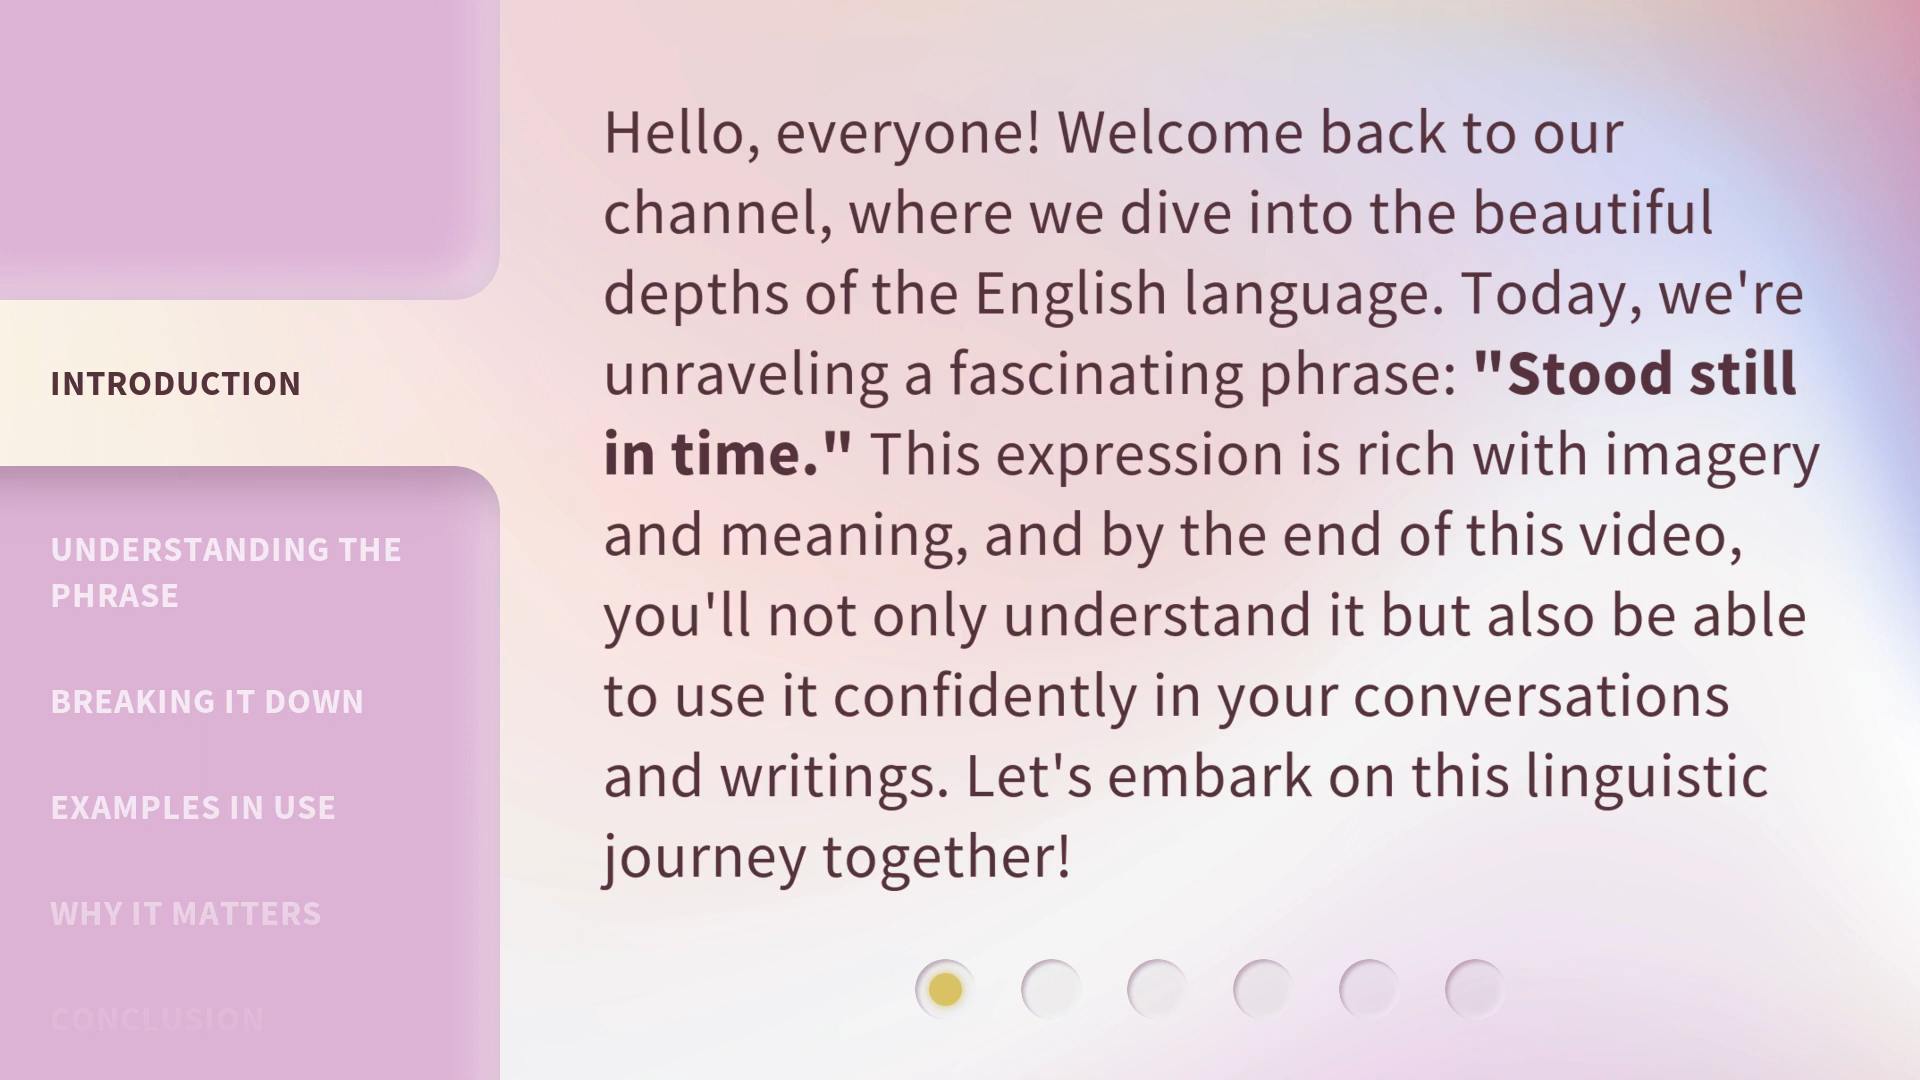 INTRODUCTION
UNDERSTANDING THE
PHRASE
BREAKING IT DOWN
EXAMPLES IN USE
WHY IT MATTERS
CONCLUSION
Hello, everyone! Welcome back to our
channel, where we dive into the beautiful
depths of the English language. Today, we're
unraveling a fascinating phrase: "Stood still
in time." This expression is rich with imagery
and meaning, and by the end of this video,
you'll not only understand it but also be able
to use it confidently in your conversations
and writings. Let's embark on this linguistic
journey together!